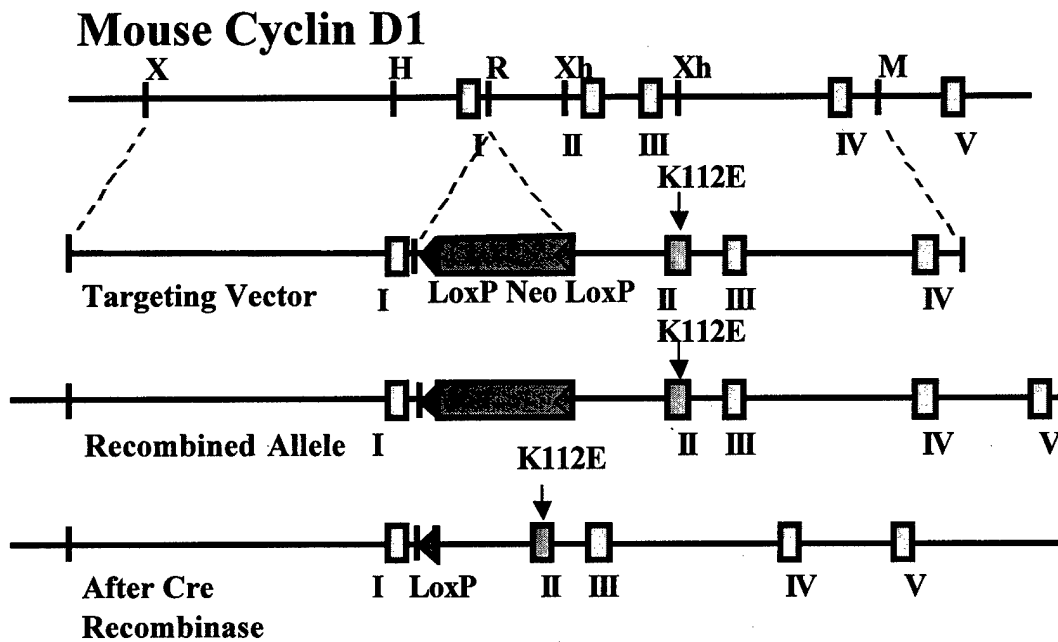 Mouse Cyclin D1
X H R Xh Xh M
I II III IV V
K112E
Targeting Vector I LoxP Neo LoxP II III IV
K112E
Recombined Allele I II III IV V
K112E
After Cre I LoxP II III IV V
Recombinase